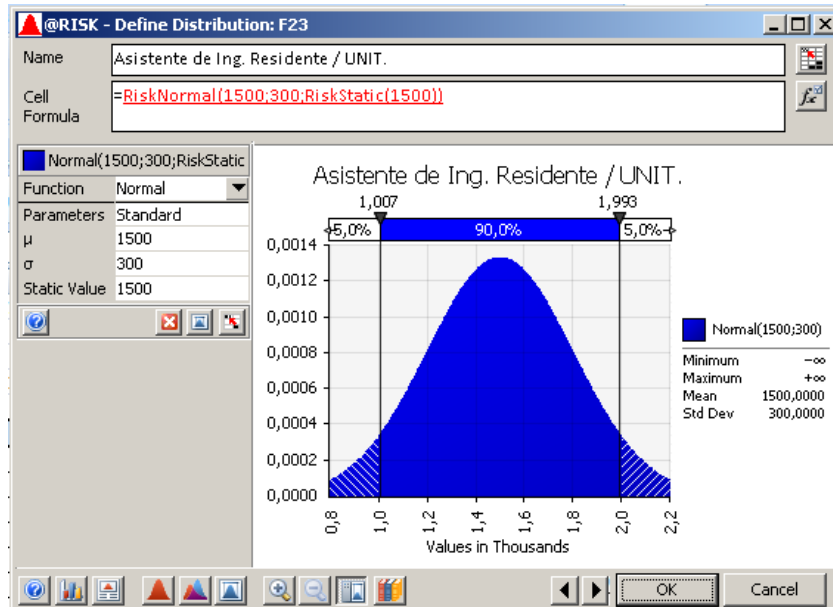 @RISK - Define Distribution: F23
Name
Asistente de Ing. Residente / UNIT.
Cell
Formula
=RiskNormal(1500;300;RiskStatic(1500))
Normal(1500;300;RiskStatic
Function Normal
Parameters Standard
μ 1500
σ 300
Static Value 1500
Asistente de Ing. Residente / UNIT.
1,007 1,993
5,0% 90,0% 5,0%
0,0014
0,0012
0,0010
0,0008
0,0006
0,0004
0,0002
0,0000
0,8 1,0 1,2 1,4 1,6 1,8 2,0 2,2
Values in Thousands
Normal(1500;300)
Minimum -∞
Maximum +∞
Mean 1500,0000
Std Dev 300,0000
OK Cancel